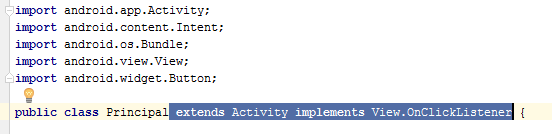 import android.app.Activity;
import android.content.Intent;
import android.os.Bundle;
import android.view.View;
import android.widget.Button;
public class Principal extends Activity implements View.OnClickListener {